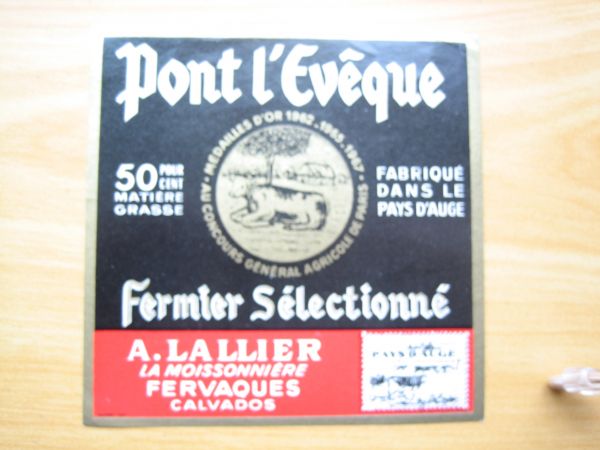 Pont l'Evêque
MÉDAILLES D'OR 1962.1965.1967
AU CONCOURS GÉNÉRAL AGRICOLE DE PARIS
50 POUR CENT
MATIÈRE
GRASSE
FABRIQUÉ
DANS LE
PAYS D'AUGE
Fermier Sélectionné
A. LALLIER
LA MOISSONNIÈRE
FERVAQUES
CALVADOS
PAYS D'AUGE